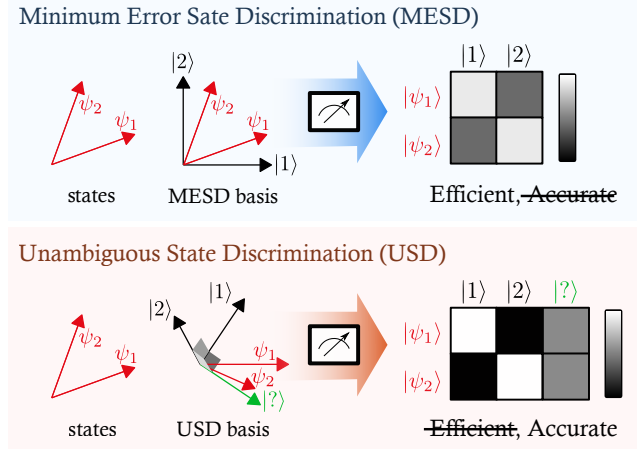 Minimum Error Sate Discrimination (MESD)
|1⟩ |2⟩
|2⟩
ψ₂ ψ₁
ψ₂ ψ₁
|1⟩
|ψ₁⟩
|ψ₂⟩
states MESD basis Efficient, Accurate
Unambiguous State Discrimination (USD)
|1⟩ |2⟩ |?⟩
|2⟩ |1⟩
ψ₂ ψ₁
ψ₁
ψ₂
|?⟩
|ψ₁⟩
|ψ₂⟩
states USD basis Efficient, Accurate